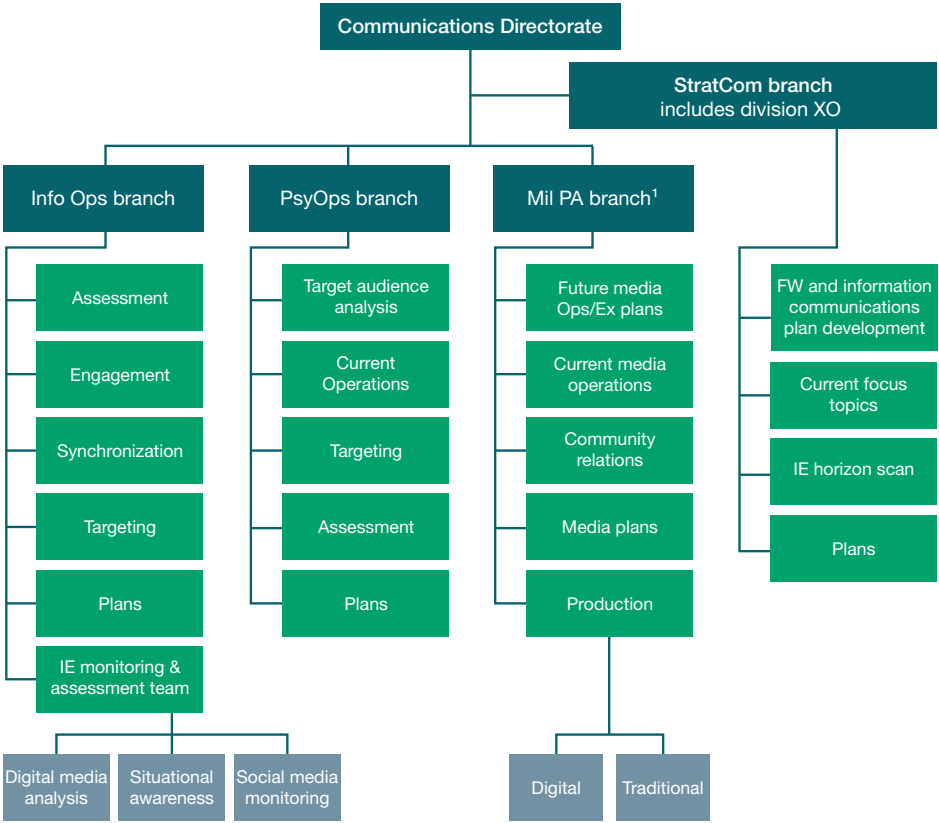 Communications Directorate
StratCom branch
includes division XO
Info Ops branch
PsyOps branch
Mil PA branch¹
Assessment
Engagement
Synchronization
Targeting
Plans
IE monitoring &
assessment team
Digital media
analysis
Situational
awareness
Social media
monitoring
Target audience
analysis
Current
Operations
Targeting
Assessment
Plans
Future media
Ops/Ex plans
Current media
operations
Community
relations
Media plans
Production
Digital
Traditional
FW and information
communications
plan development
Current focus
topics
IE horizon scan
Plans